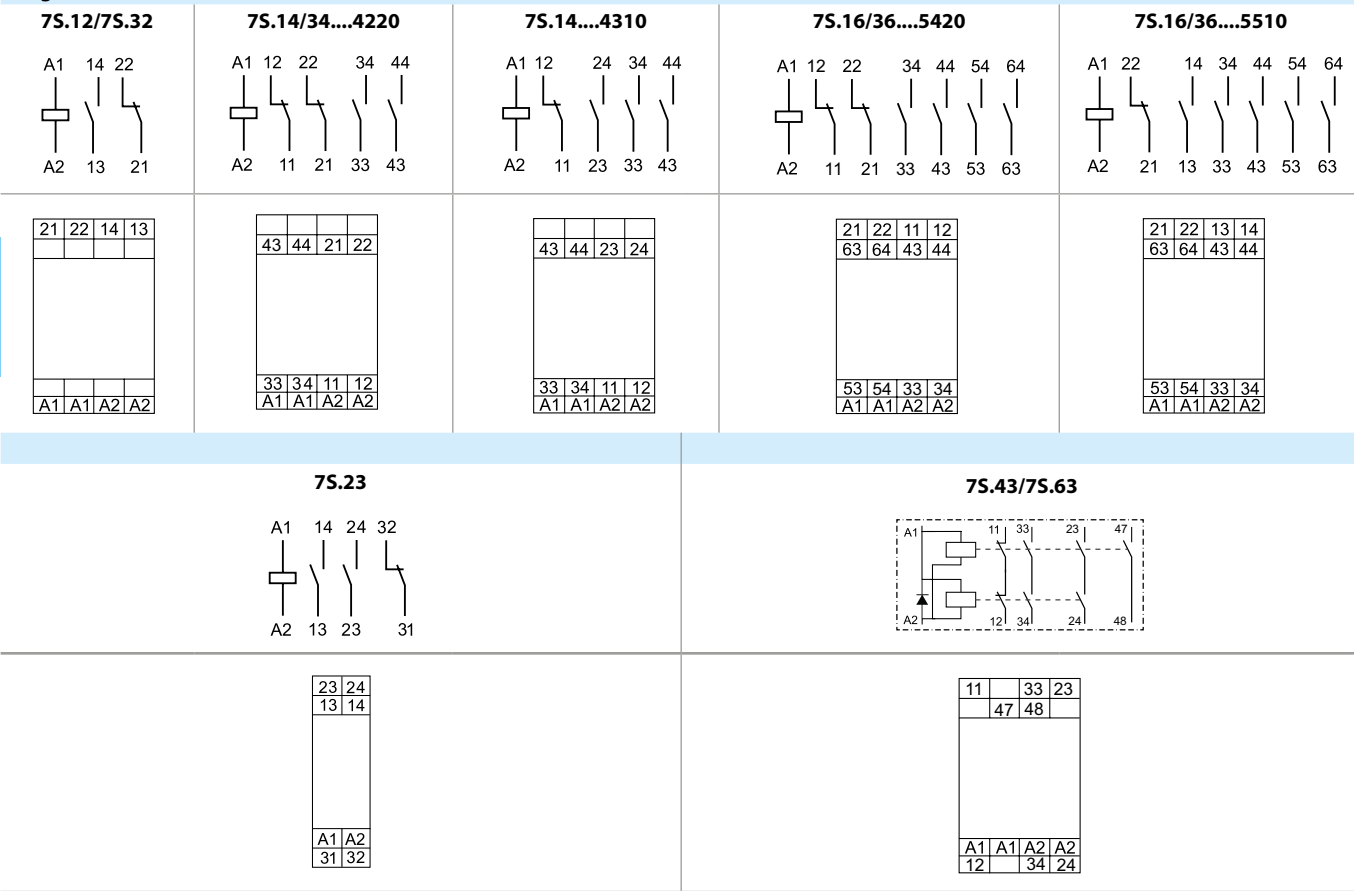 7S.12/7S.32 7S.14/34....4220 7S.14....4310 7S.16/36....5420 7S.16/36....5510
A1 14 22 A1 12 22 34 44 A1 12 24 34 44 A1 12 22 34 44 54 64 A1 22 14 34 44 54 64
A2 13 21 A2 11 21 33 43 A2 11 23 33 43 A2 11 21 33 43 53 63 A2 21 13 33 43 53 63
21 22 14 13 21 22 11 12 21 22 13 14
43 44 21 22 43 44 23 24 63 64 43 44 63 64 43 44
33 34 11 12 33 34 11 12 53 54 33 34 53 54 33 34
A1 A1 A2 A2 A1 A1 A2 A2 A1 A1 A2 A2 A1 A1 A2 A2 A1 A1 A2 A2
7S.23 7S.43/7S.63
A1 14 24 32
A2 13 23 31
A1 11 33 23 47
A2 12 34 24 48
23 24
13 14
A1 A2
31 32
11 33 23
47 48
A1 A1 A2 A2
12 34 24